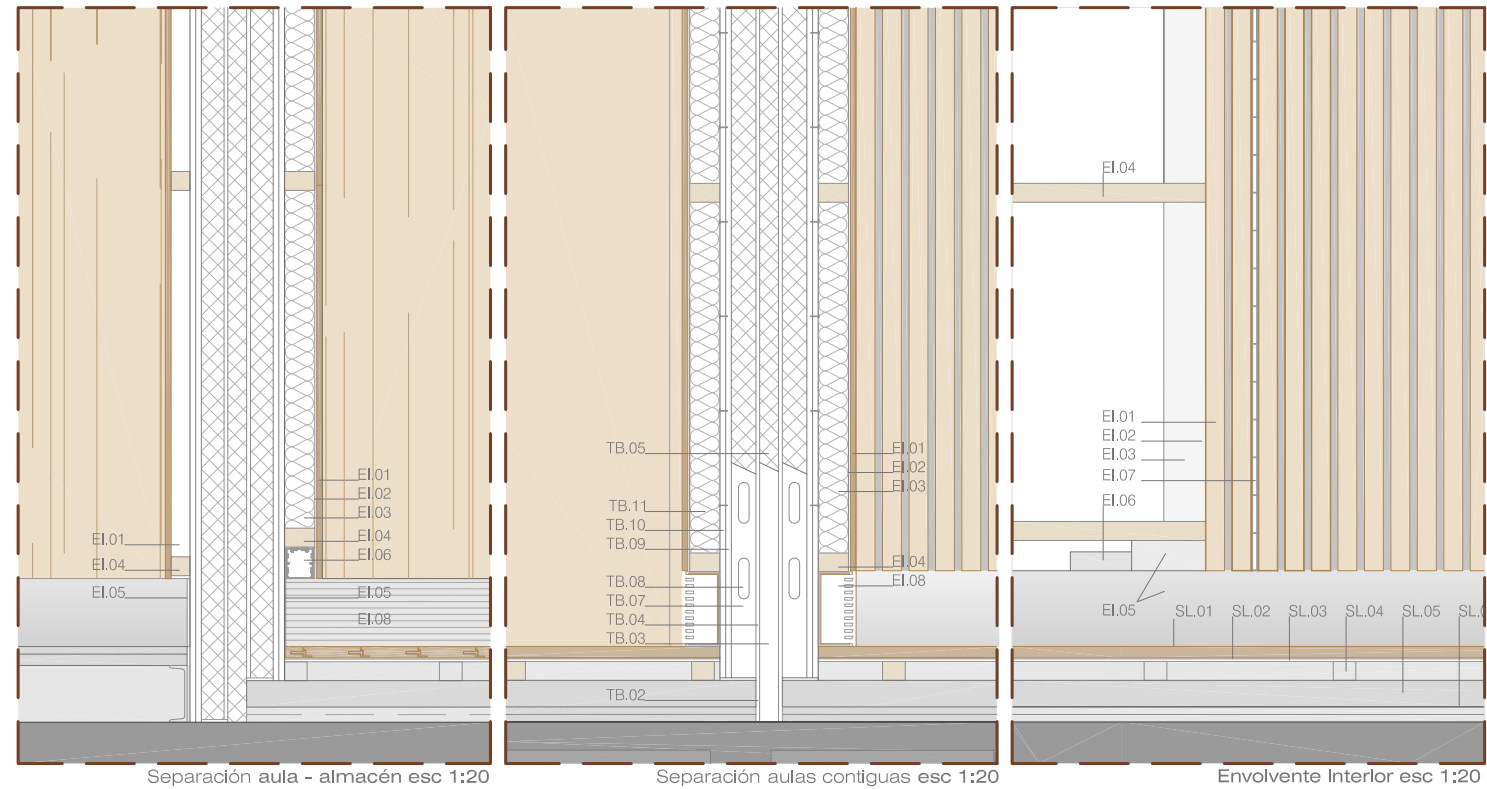 EI.01
EI.02
EI.03
EI.04
EI.06
EI.05
EI.08
EI.01
EI.04
EI.05
Separación aula - almacén esc 1:20
TB.05
TB.11
TB.10
TB.09
TB.08
TB.07
TB.04
TB.03
TB.02
EI.01
EI.02
EI.03
EI.04
EI.08
Separación aulas contiguas esc 1:20
EI.04
EI.01
EI.02
EI.03
EI.07
EI.06
EI.05
SL.01 SL.02 SL.03 SL.04 SL.05
Envolvente Interior esc 1:20